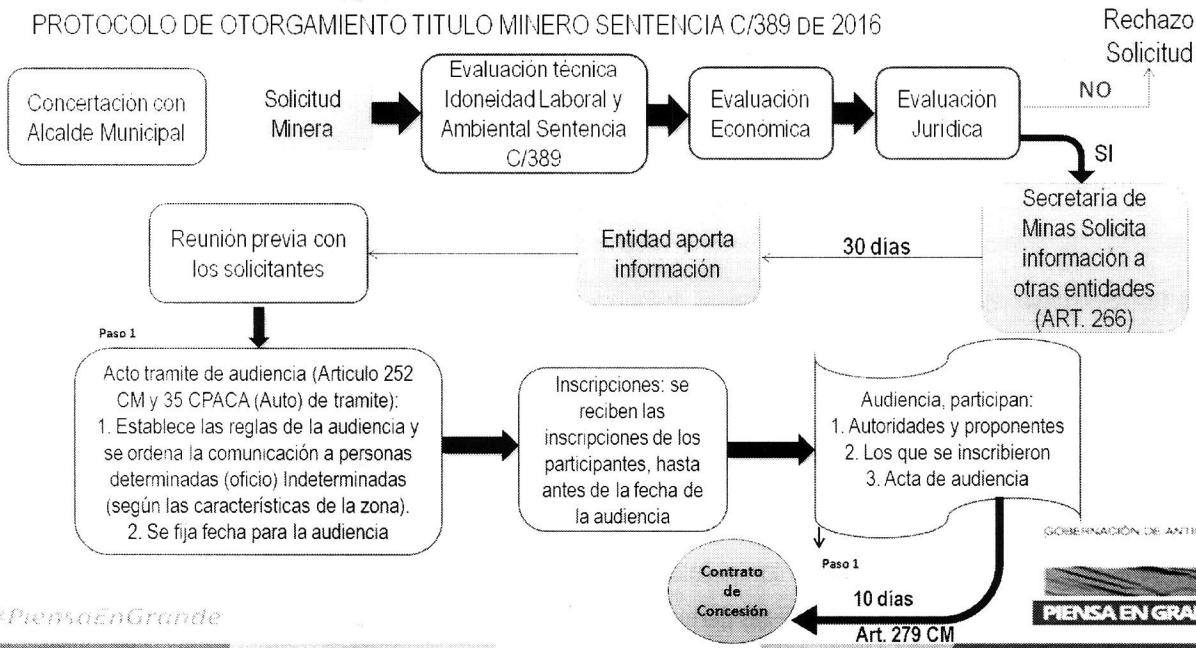 PROTOCOLO DE OTORGAMIENTO TITULO MINERO SENTENCIA C/389 DE 2016
Concertación con
Alcalde Municipal
Solicitud
Minera
Evaluación técnica
Idoneidad Laboral y
Ambiental Sentencia
C/389
Evaluación
Económica
Evaluación
Jurídica
NO
Rechazo
Solicitud
SI
Secretaria de
Minas Solicita
información a
otras entidades
(ART. 266)
30 días
Entidad aporta
información
Reunión previa con
los solicitantes
Paso 1
Acto tramite de audiencia (Articulo 252
CM y 35 CPACA (Auto) de tramite):
1. Establece las reglas de la audiencia y
se ordena la comunicación a personas
determinadas (oficio) Indeterminadas
(según las características de la zona).
2. Se fija fecha para la audiencia
Inscripciones: se
reciben las
inscripciones de los
participantes, hasta
antes de la fecha de
la audiencia
Audiencia, participan:
1. Autoridades y proponentes
2. Los que se inscribieron
3. Acta de audiencia
Paso 1
10 días
Art. 279 CM
Contrato
de
Concesión
#PiensaEnGrande
GOBERNACIÓN DE
PIENSA EN